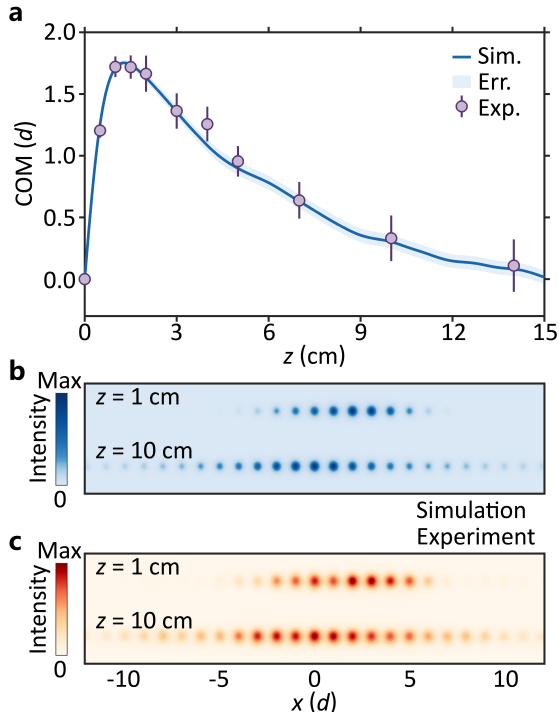 a
2.0
1.5
1.0
0.5
0.0
COM (d)
Sim.
Err.
Exp.
0 3 6 9 12 15
z (cm)
b
Max
Intensity
0
z = 1 cm
z = 10 cm
Simulation
Experiment
c
Max
Intensity
0
z = 1 cm
z = 10 cm
-10 -5 0 5 10
x (d)